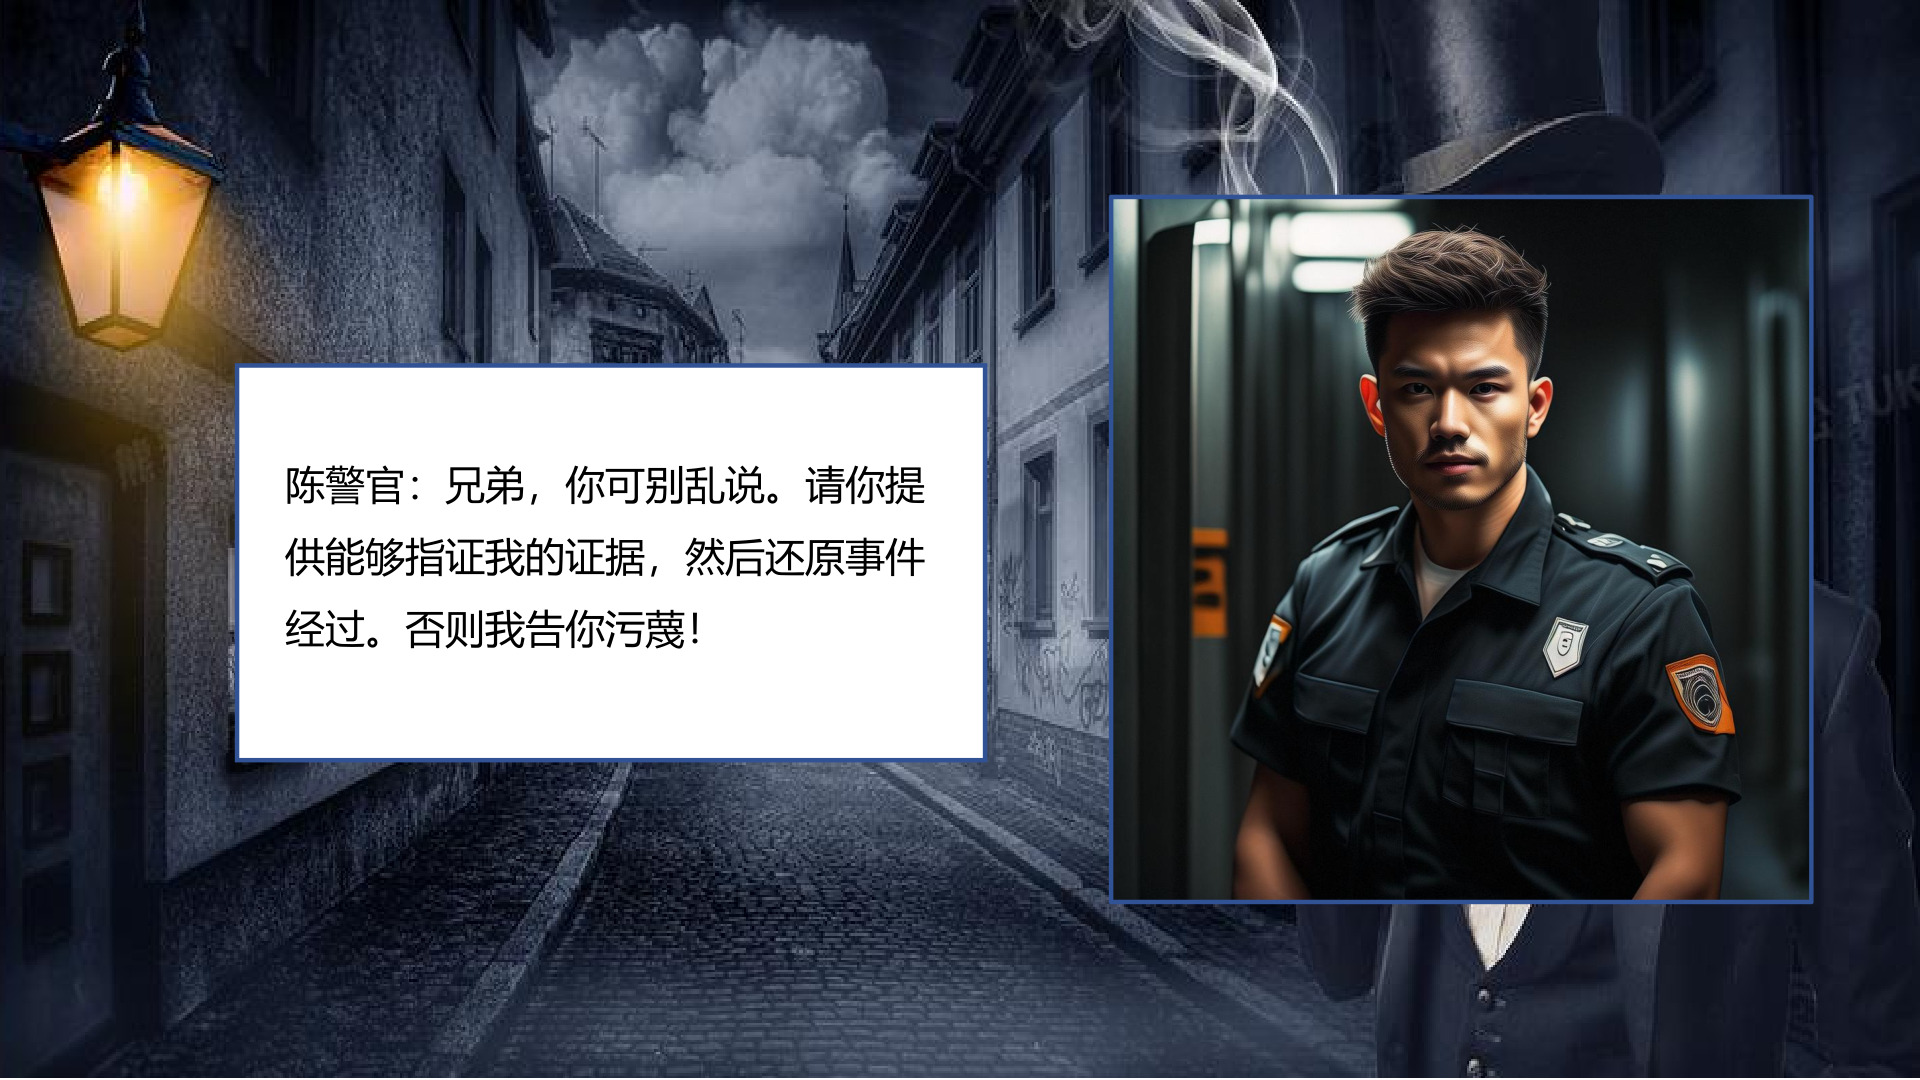 陈警官：兄弟，你可别乱说。请你提
供能够指证我的证据，然后还原事件
经过。否则我告你污蔑！